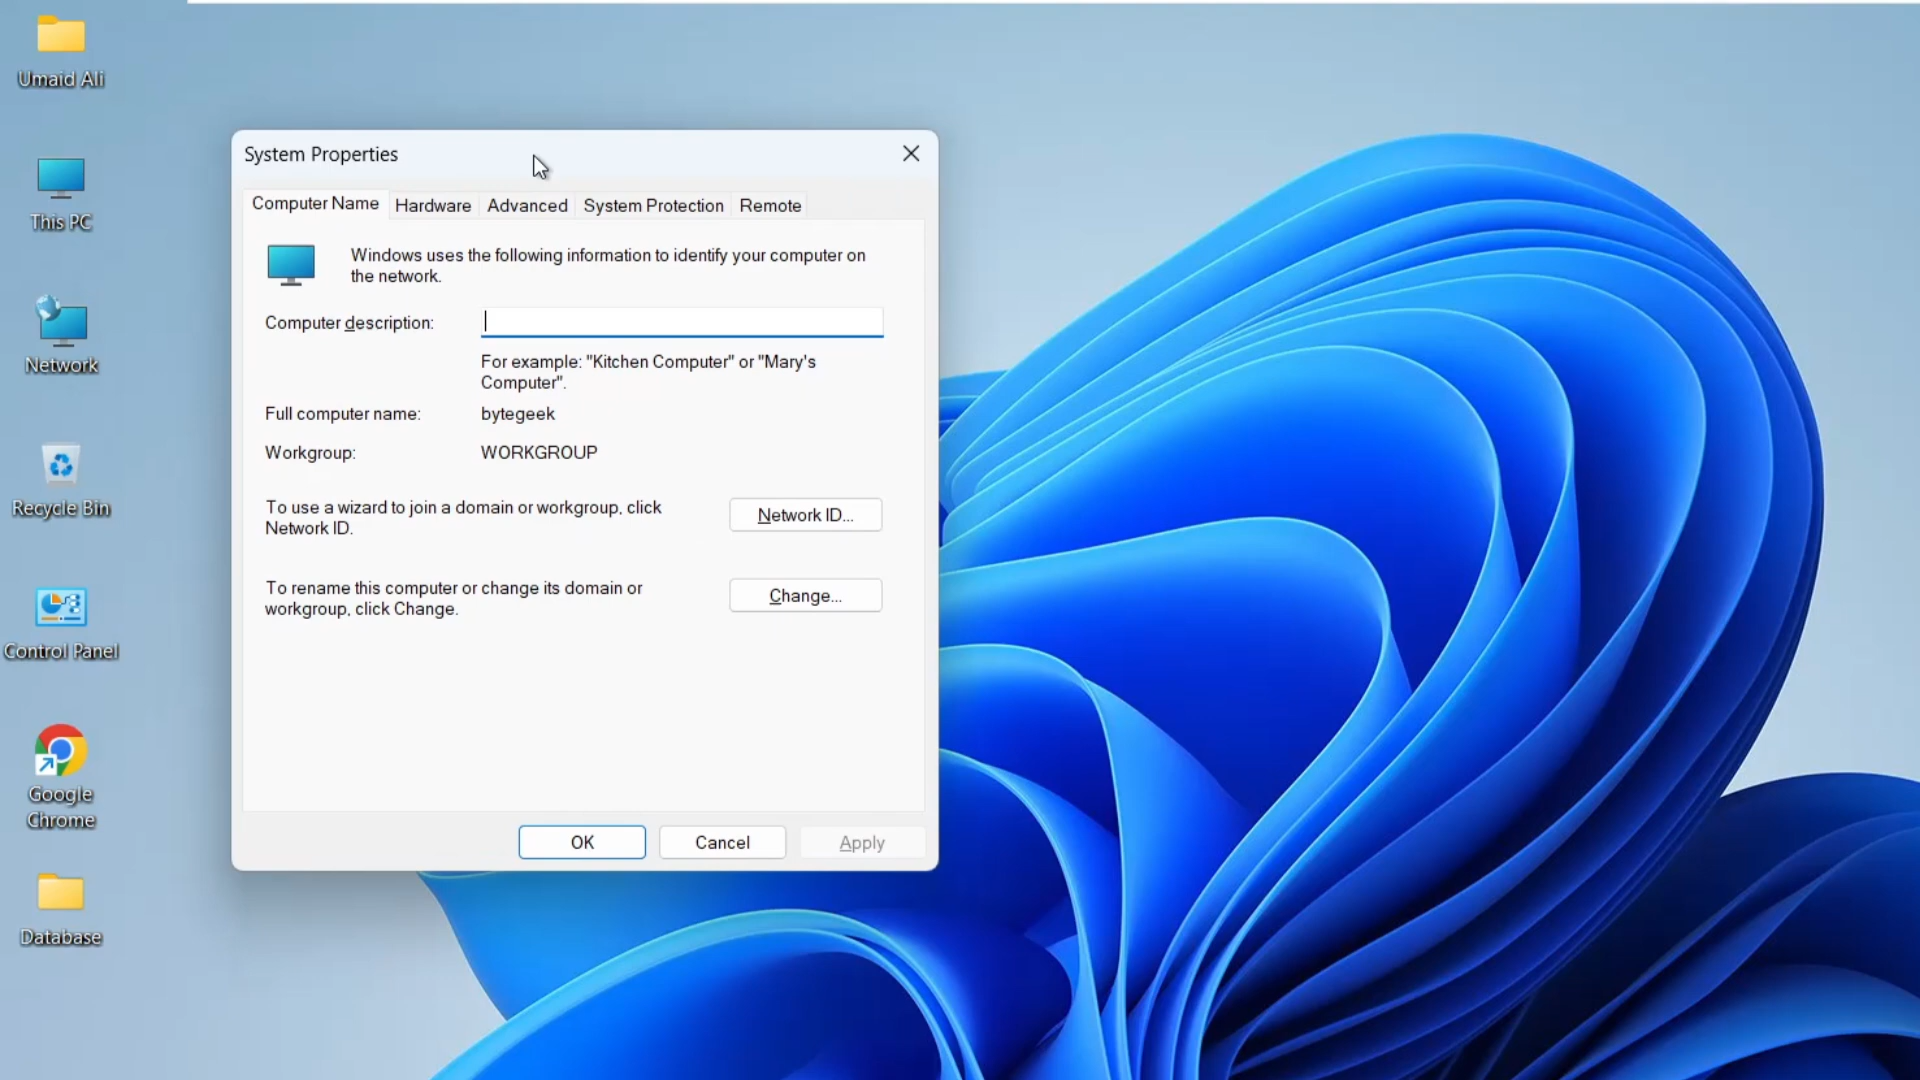 Umaid Ali
This PC
Network
Recycle Bin
Control Panel
Google
Chrome
Database
System Properties
Computer Name
Hardware
Advanced
System Protection
Remote
Windows uses the following information to identify your computer on
the network.
Computer description:
For example: "Kitchen Computer" or "Mary's
Computer".
Full computer name:
bytegeek
Workgroup:
WORKGROUP
To use a wizard to join a domain or workgroup, click
Network ID.
Network ID...
To rename this computer or change its domain or
workgroup, click Change.
Change...
OK
Cancel
Apply